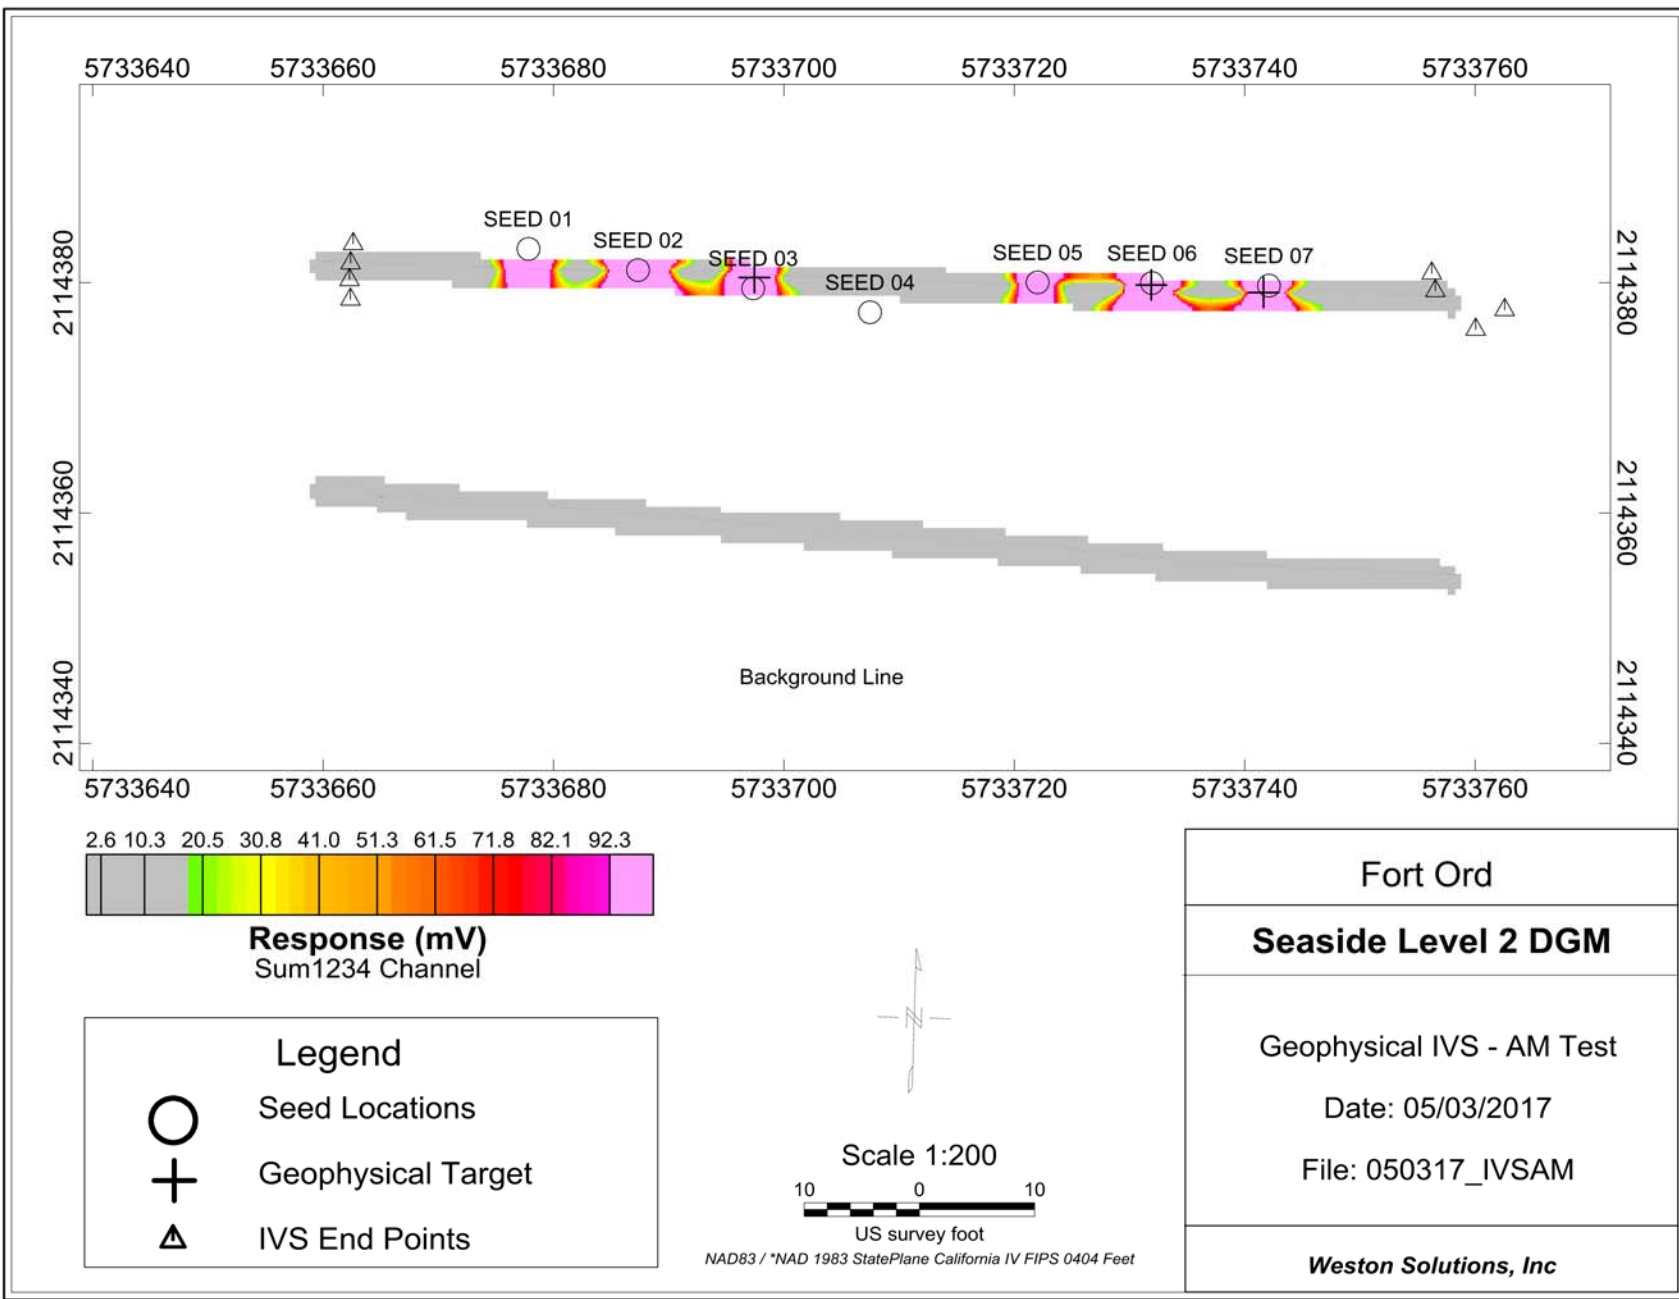 5733640 5733660 5733680 5733700 5733720 5733740 5733760
2114380
2114380
SEED 01
SEED 02
SEED 03
SEED 04
SEED 05
SEED 06
SEED 07
2114360
2114360
Background Line
2114340
2114340
5733640 5733660 5733680 5733700 5733720 5733740 5733760
2.6 10.3 20.5 30.8 41.0 51.3 61.5 71.8 82.1 92.3
Response (mV)
Sum1234 Channel
Legend
Seed Locations
Geophysical Target
IVS End Points
N
Scale 1:200
10 0 10
US survey foot
NAD83 / *NAD 1983 StatePlane California IV FIPS 0404 Feet
Fort Ord
Seaside Level 2 DGM
Geophysical IVS - AM Test
Date: 05/03/2017
File: 050317_IVSAM
Weston Solutions, Inc